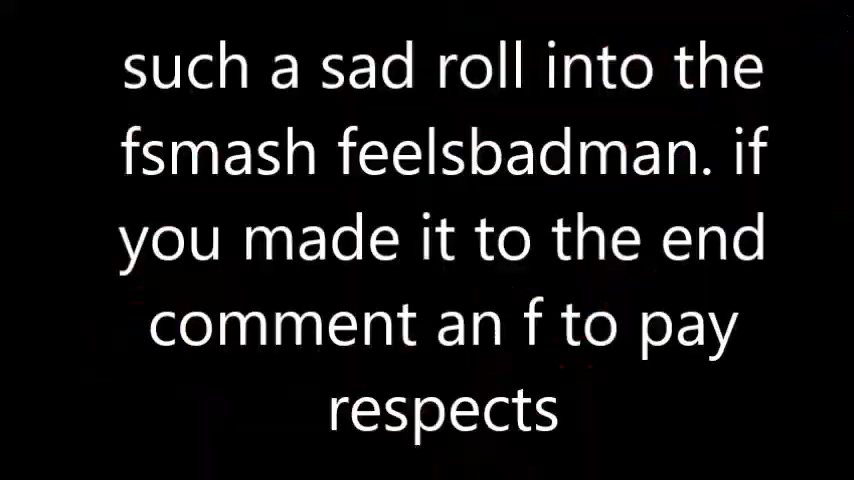 such a sad roll into the
fsmash feelsbadman. if
you made it to the end
comment an f to pay
respects